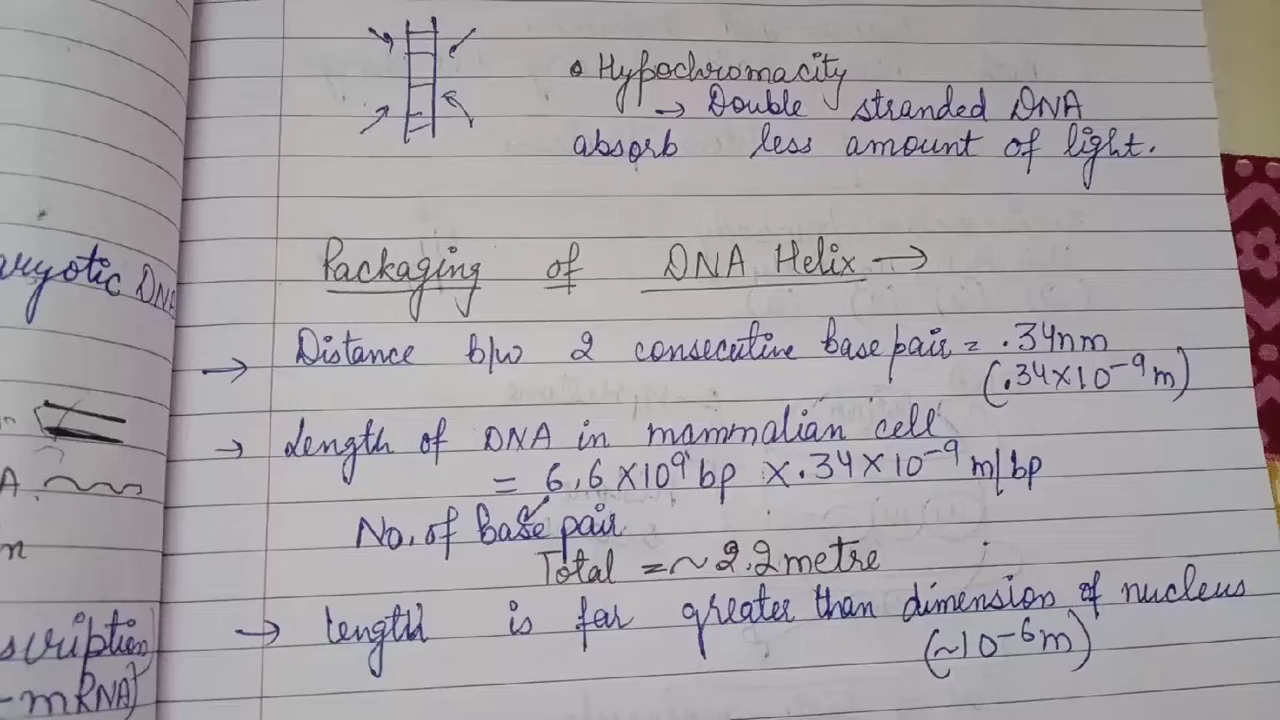 • Hypochromacity
→ Double stranded DNA
absorb less amount of light.
Packaging of DNA Helix →
→ Distance b/w 2 consecutive base pair = .34nm
(.34×10⁻⁹m)
→ Length of DNA in mammalian cell
= 6.6×10⁹ bp ×.34×10⁻⁹ m/bp
No. of base pair
Total = ~2.2 metre
→ length is far greater than dimension of nucleus
(~10⁻⁶m)
DNA
mRNA